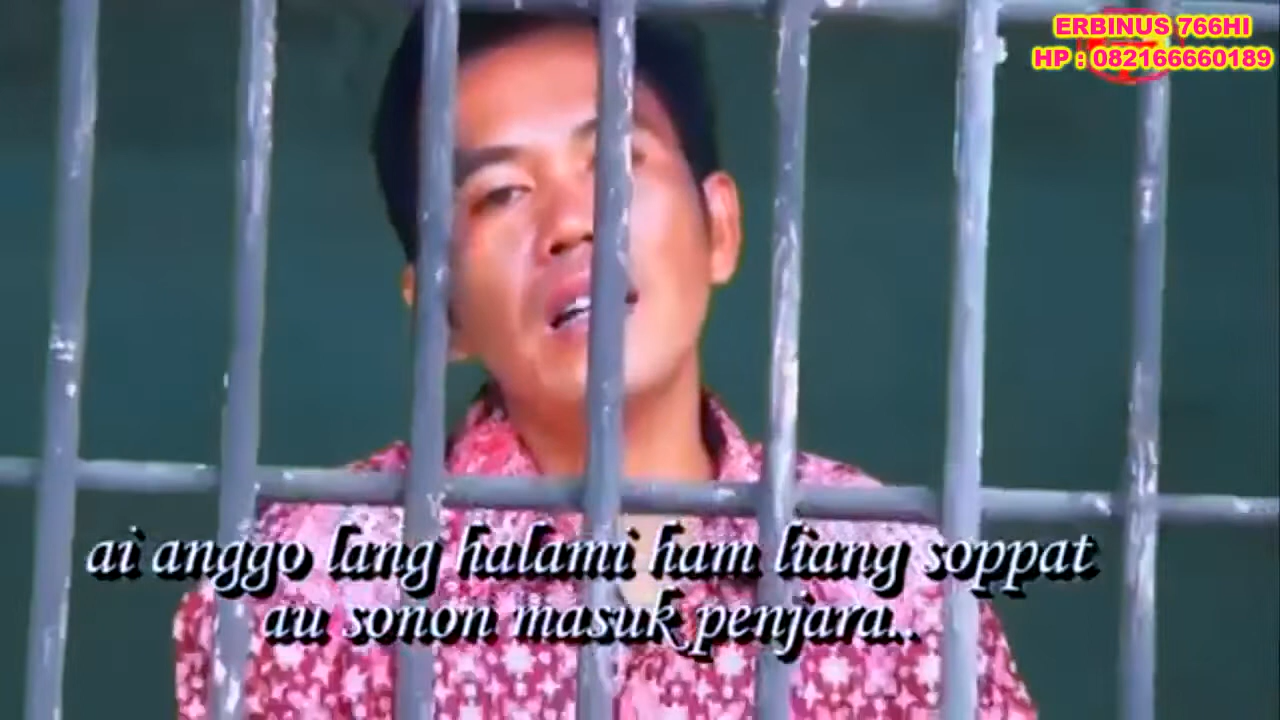 ERBINUS 766HI
HP : 082166660189
ai anggo lang halami ham liang soppat
au sonon masuk penjara..